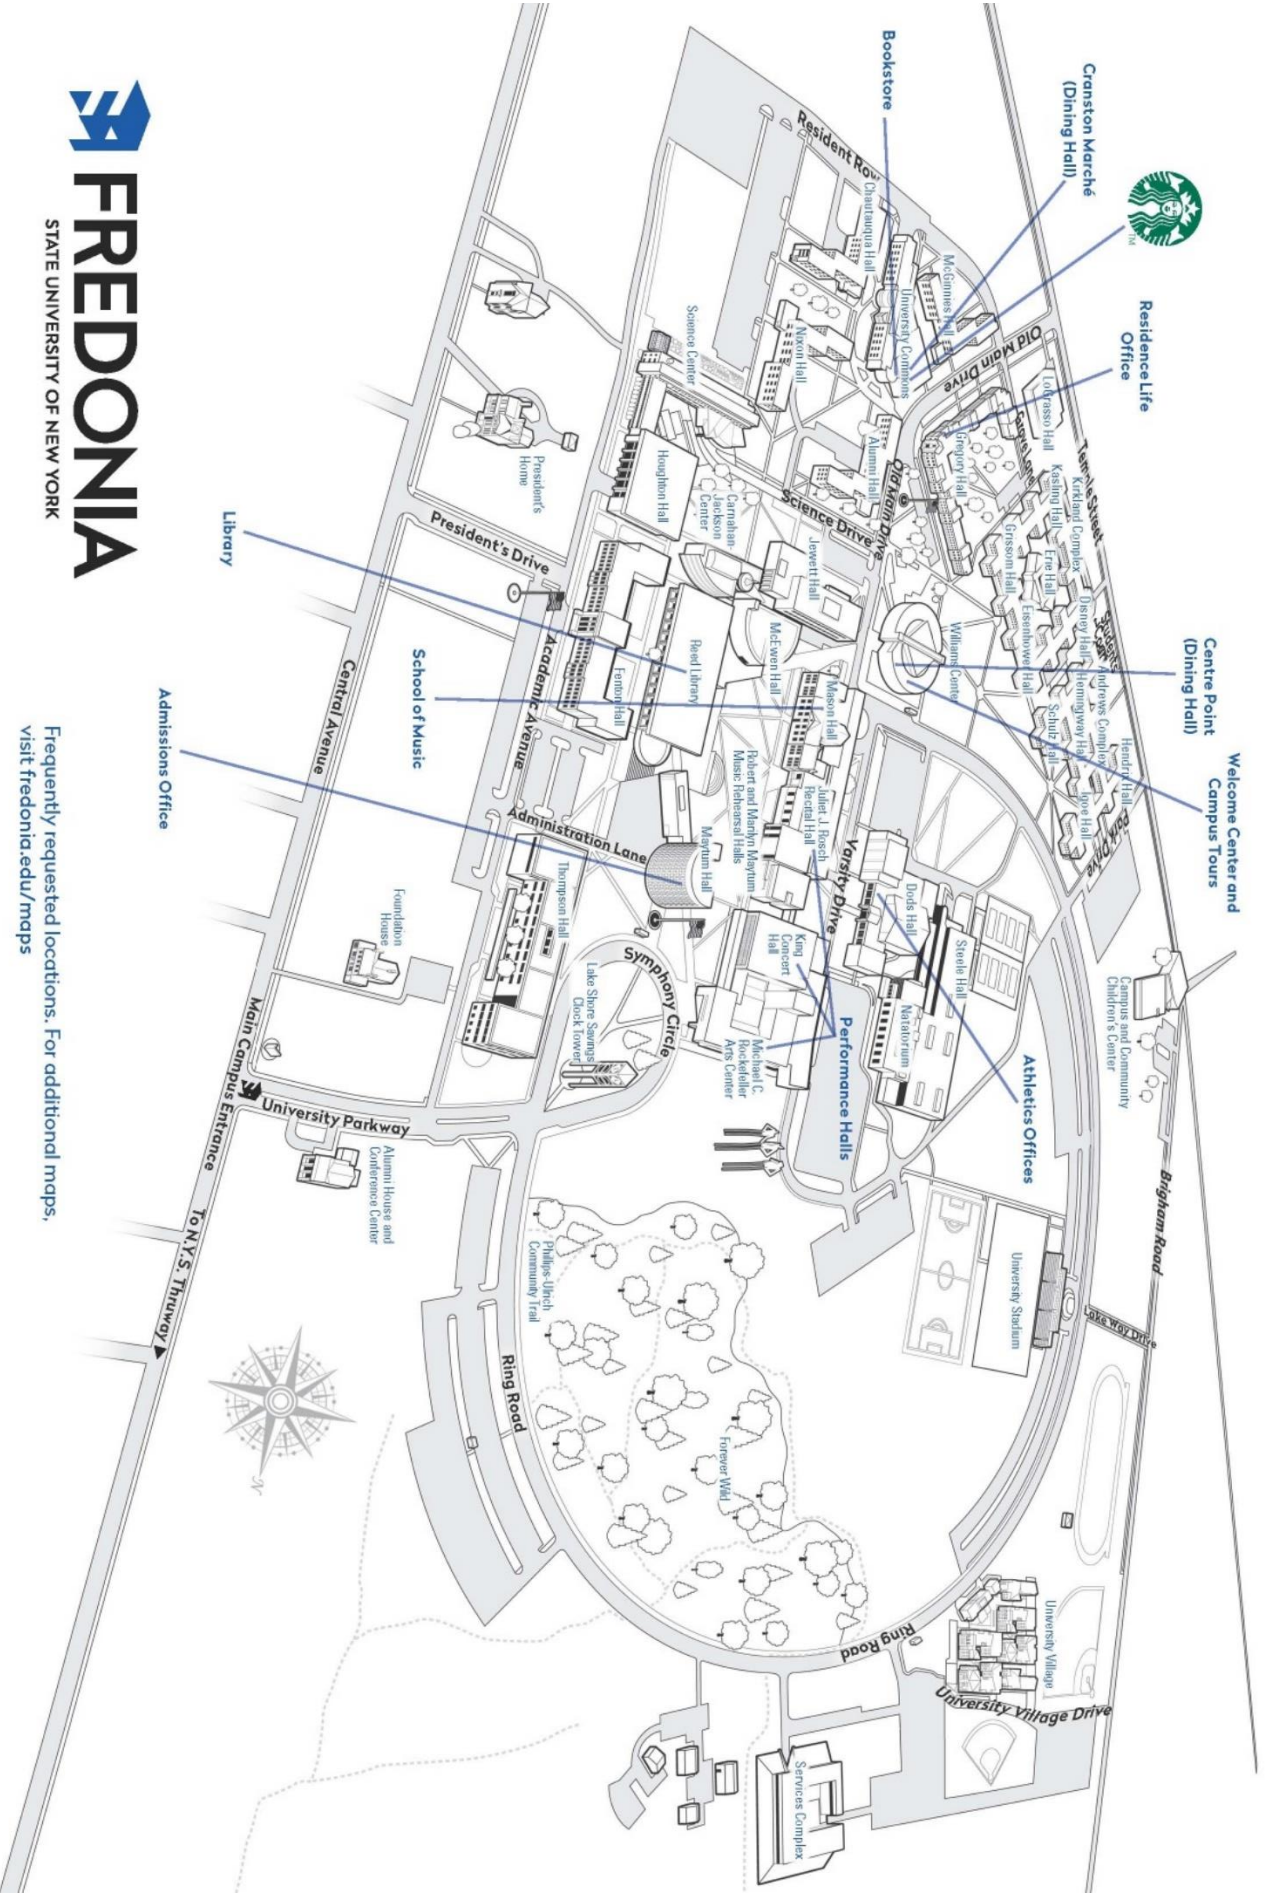 Bookstore
Cranston Marché
(Dining Hall)
TM
Residence Life
Office
Centre Point
(Dining Hall)
Welcome Center and
Campus Tours
Resident Row
Chautauqua Hall
McGinnies Hall
University Commons
Old Main Drive
Old Main Drive
LoGrasso Hall
Temple Street
Gregory Hall
Kirkland Complex
Kasling Hall
Grissom Hall
Erie Hall
Disney Hall
Eisenhower Hall
Andrews Complex
Hemingway Hall
Schulz Hall
Hendrix Hall
Igoe Hall
Park Drive
Science Center
Nixon Hall
Alumni Hall
Science Drive
Houghton Hall
Carnahan-
Jackson
Center
Jewett Hall
Williams Center
McEwen Hall
Mason Hall
Reed Library
Fenton Hall
Juliet J. Rosch
Recital Hall
Robert and Marilyn Maytum
Music Rehearsal Halls
Varsity Drive
Dods Hall
Steele Hall
Natatorium
Campus and Community
Children's Center
Athletics Offices
Performance Halls
King
Concert
Hall
Michael C.
Rockefeller
Arts Center
Maytum Hall
Symphony Circle
Lake Shore Savings
Clock Tower
Thompson Hall
Administration Lane
Academic Avenue
President's
Home
President's Drive
Library
School of Music
Admissions Office
Central Avenue
Foundation
House
Main Campus Entrance
University Parkway
Alumni House and
Conference Center
To N.Y.S. Thruway
Phillips-Ulrich
Community Trail
Ring Road
Forever Wild
University Stadium
Brigham Road
Lake Way Drive
Ring Road
University Village
University Village Drive
Services Complex
N
FREDONIA
STATE UNIVERSITY OF NEW YORK
Frequently requested locations. For additional maps,
visit fredonia.edu/maps